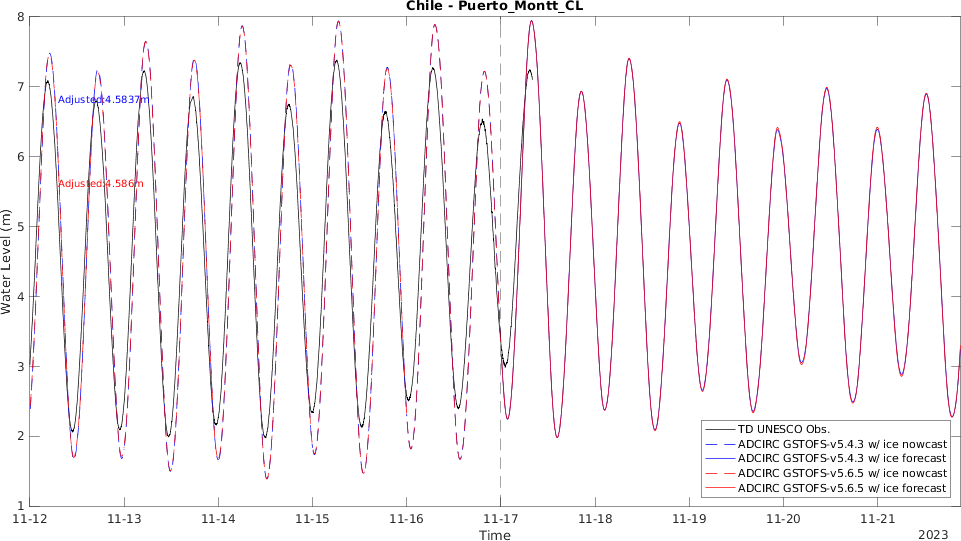 Chile - Puerto_Montt_CL
8
7
6
5
4
3
2
1
Water Level (m)
Adjusted:4.5837m
Adjusted:4.586m
TD UNESCO Obs.
ADCIRC GSTOFS-v5.4.3 w/ ice nowcast
ADCIRC GSTOFS-v5.4.3 w/ ice forecast
ADCIRC GSTOFS-v5.6.5 w/ ice nowcast
ADCIRC GSTOFS-v5.6.5 w/ ice forecast
11-12 11-13 11-14 11-15 11-16 11-17 11-18 11-19 11-20 11-21
Time
2023